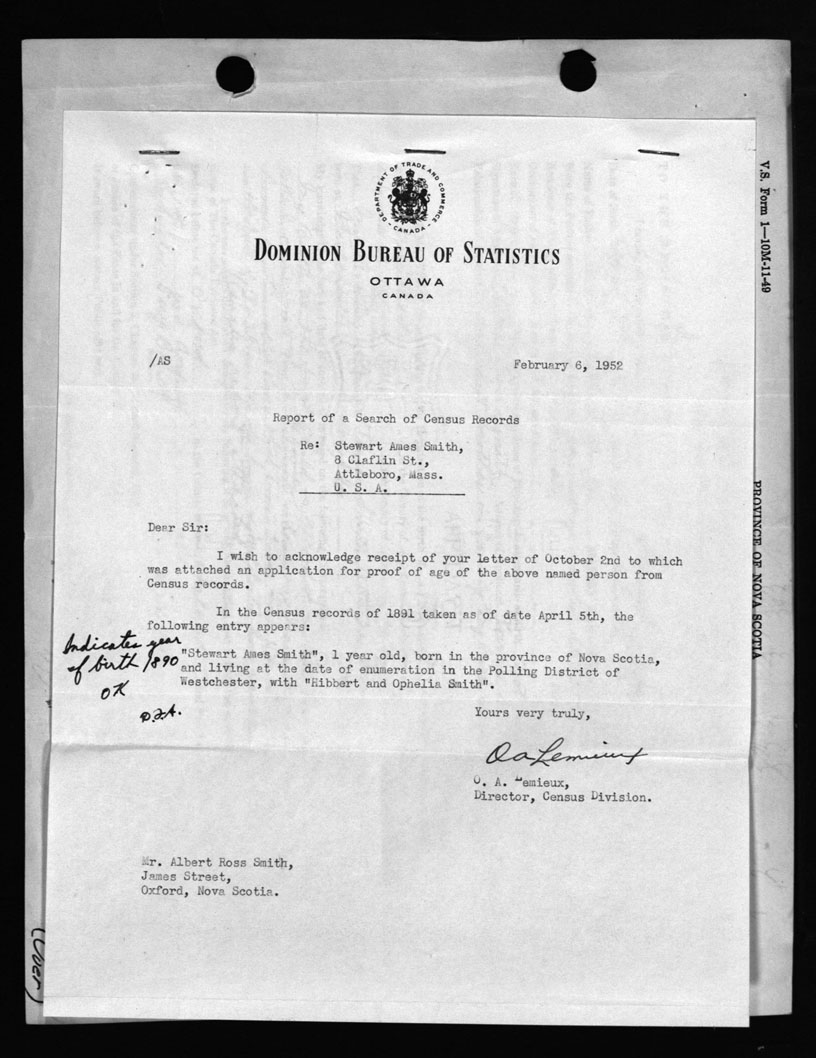 DEPARTMENT OF TRADE AND COMMERCE
CANADA
DOMINION BUREAU OF STATISTICS
OTTAWA
CANADA
/AS
February 6, 1952
Report of a Search of Census Records
Re: Stewart Ames Smith,
8 Claflin St.,
Attleboro, Mass.
U. S. A.
Dear Sir:
I wish to acknowledge receipt of your letter of October 2nd to which
was attached an application for proof of age of the above named person from
Census records.
In the Census records of 1891 taken as of date April 5th, the
following entry appears:
Indicates year
of birth 1890
OK
D.F.A.
"Stewart Ames Smith", 1 year old, born in the province of Nova Scotia,
and living at the date of enumeration in the Polling District of
Westchester, with "Hibbert and Ophelia Smith".
Yours very truly,
O A Lemieux
O. A. Lemieux,
Director, Census Division.
Mr. Albert Ross Smith,
James Street,
Oxford, Nova Scotia.
(Over)
V.S. Form 1—10M-11-49
PROVINCE OF NOVA SCOTIA